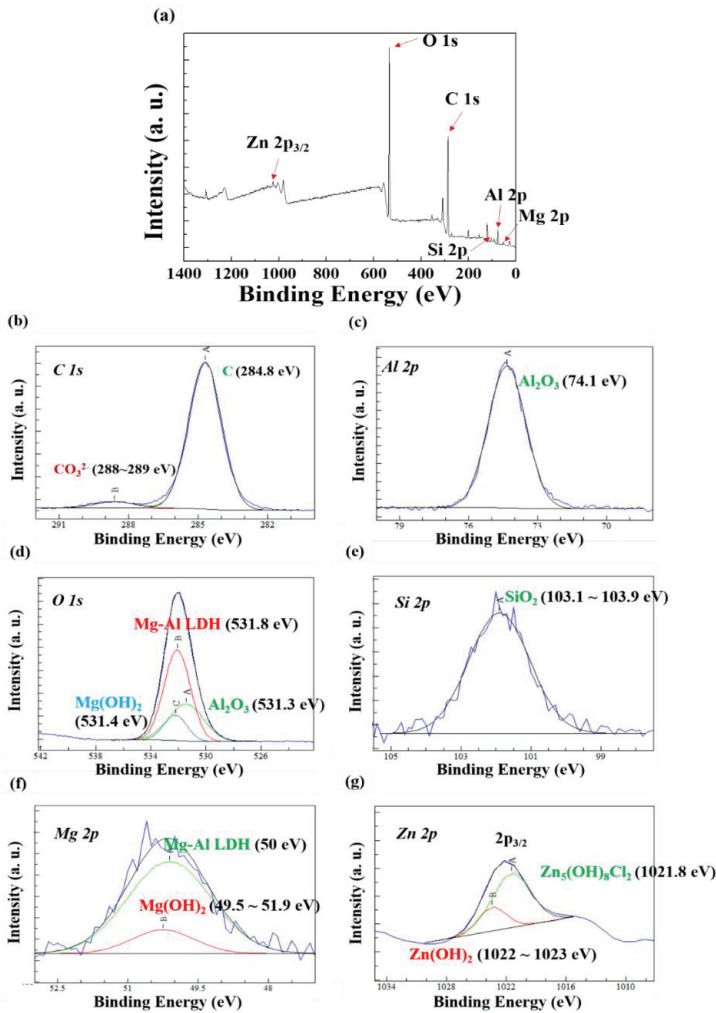 (a)
O 1s
C 1s
Zn 2p3/2
Al 2p
Mg 2p
Si 2p
Intensity (a. u.)
1400 1200 1000 800 600 400 200 0
Binding Energy (eV)
(b)
C 1s
A
C (284.8 eV)
CO₃²⁻ (288~289 eV)
B
Intensity (a. u.)
291 288 285 282
Binding Energy (eV)
(c)
Al 2p
A
Al₂O₃ (74.1 eV)
Intensity (a. u.)
79 76 73 70
Binding Energy (eV)
(d)
O 1s
Mg-Al LDH (531.8 eV)
B
Mg(OH)₂
(531.4 eV)
C
A
Al₂O₃ (531.3 eV)
Intensity (a. u.)
542 538 534 530 526
Binding Energy (eV)
(e)
Si 2p
SiO₂ (103.1 ~ 103.9 eV)
A
Intensity (a. u.)
105 103 101 99
Binding Energy (eV)
(f)
Mg 2p
Mg-Al LDH (50 eV)
A
Mg(OH)₂ (49.5 ~ 51.9 eV)
B
Intensity (a. u.)
52.5 51 49.5 48
Binding Energy (eV)
(g)
Zn 2p
2p3/2
A
Zn₅(OH)₈Cl₂ (1021.8 eV)
B
Zn(OH)₂ (1022 ~ 1023 eV)
Intensity (a. u.)
1034 1028 1022 1016 1010
Binding Energy (eV)